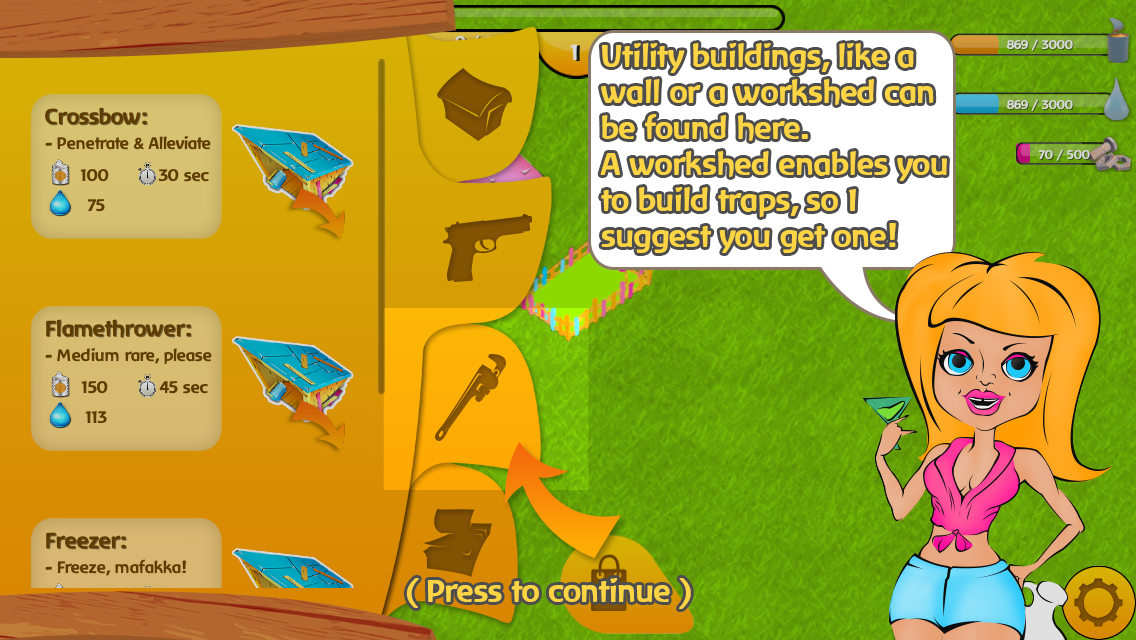 Crossbow:
- Penetrate & Alleviate
100
30 sec
75
Flamethrower:
- Medium rare, please
150
45 sec
113
Freezer:
- Freeze, mafakka!
1
Utility buildings, like a
wall or a workshed can
be found here.
A workshed enables you
to build traps, so I
suggest you get one!
869 / 3000
869 / 3000
70 / 500
( Press to continue )